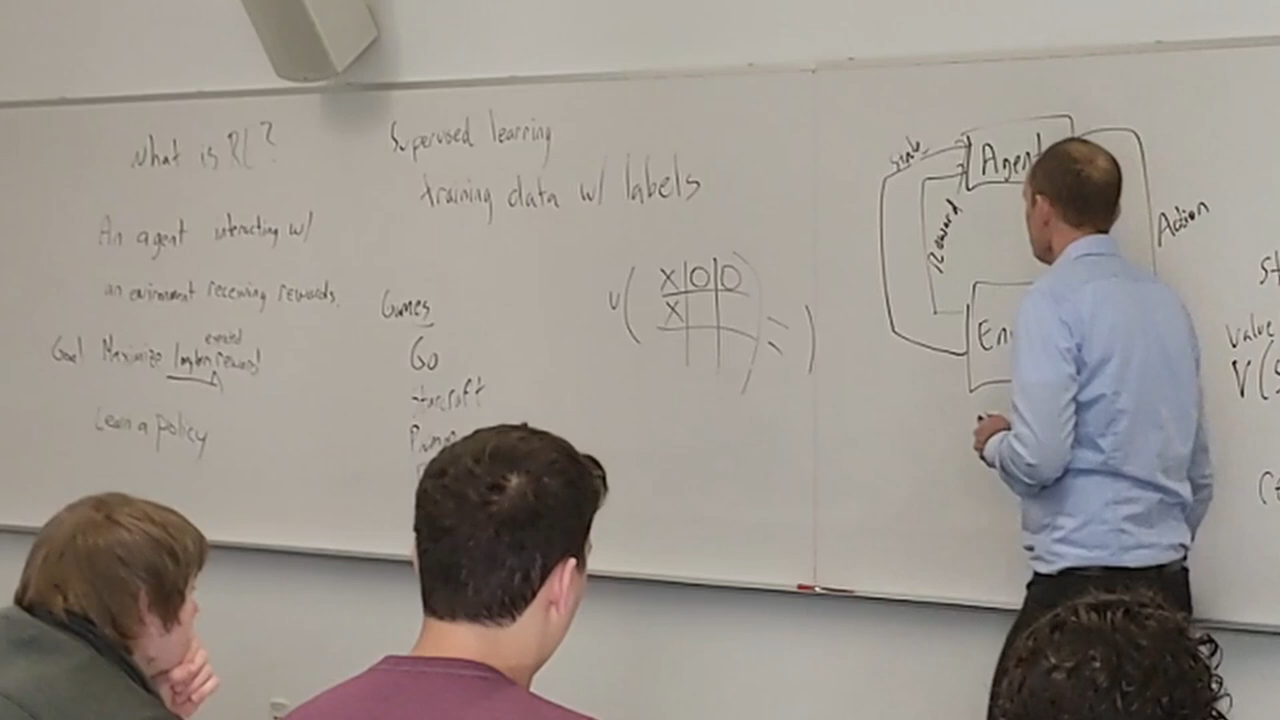 What is RL?
An agent interacting w/
an enviroment receiving rewards.
expected
Goal Maximize longterm reward
Learn a policy
Supervised learning
training data w/ labels
Games
Go
Starcraft
V( X O O
X
) =
State
Agent
Reward
Action
Value
V(S